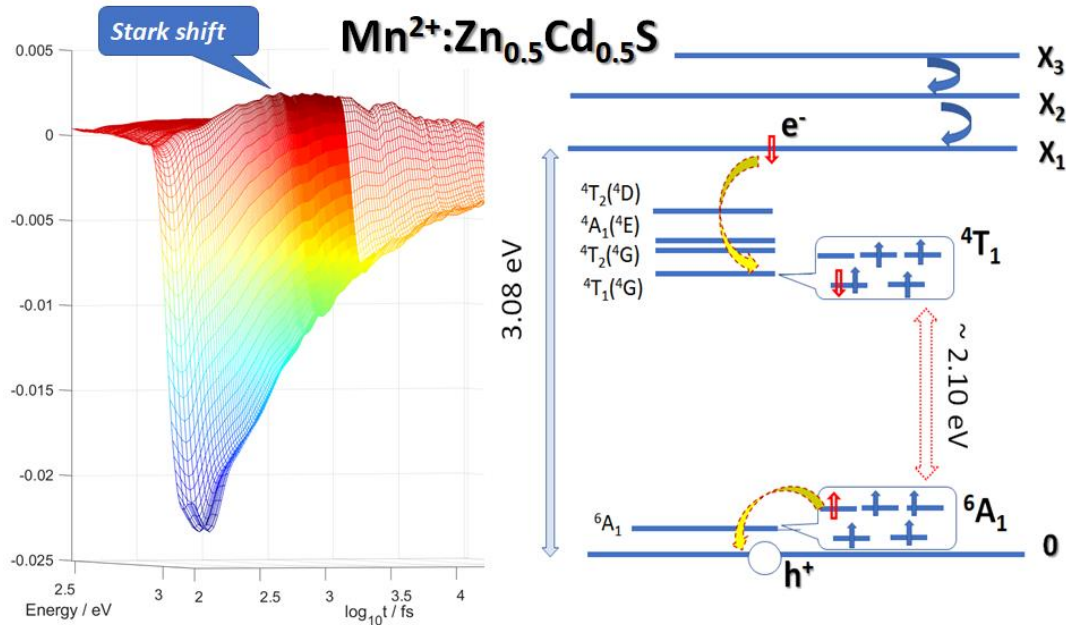 Stark shift
Mn²⁺:Zn₀.₅Cd₀.₅S
0.005
0
-0.005
-0.01
-0.015
-0.02
-0.025
2.5
3
2
2.5
3
3.5
4
Energy / eV
log₁₀t / fs
X₃
X₂
X₁
e⁻
3.08 eV
⁴T₂(⁴D)
⁴A₁(⁴E)
⁴T₂(⁴G)
⁴T₁(⁴G)
⁴T₁
~ 2.10 eV
⁶A₁
⁶A₁
0
h⁺